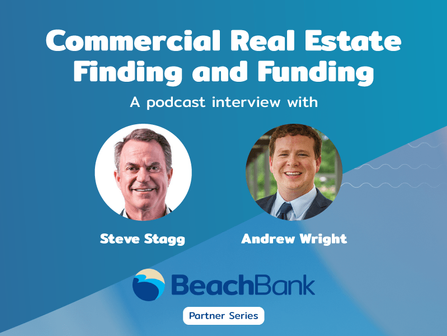 Commercial Real Estate
Finding and Funding
A podcast interview with
Steve Stagg
Andrew Wright
BeachBank
Partner Series